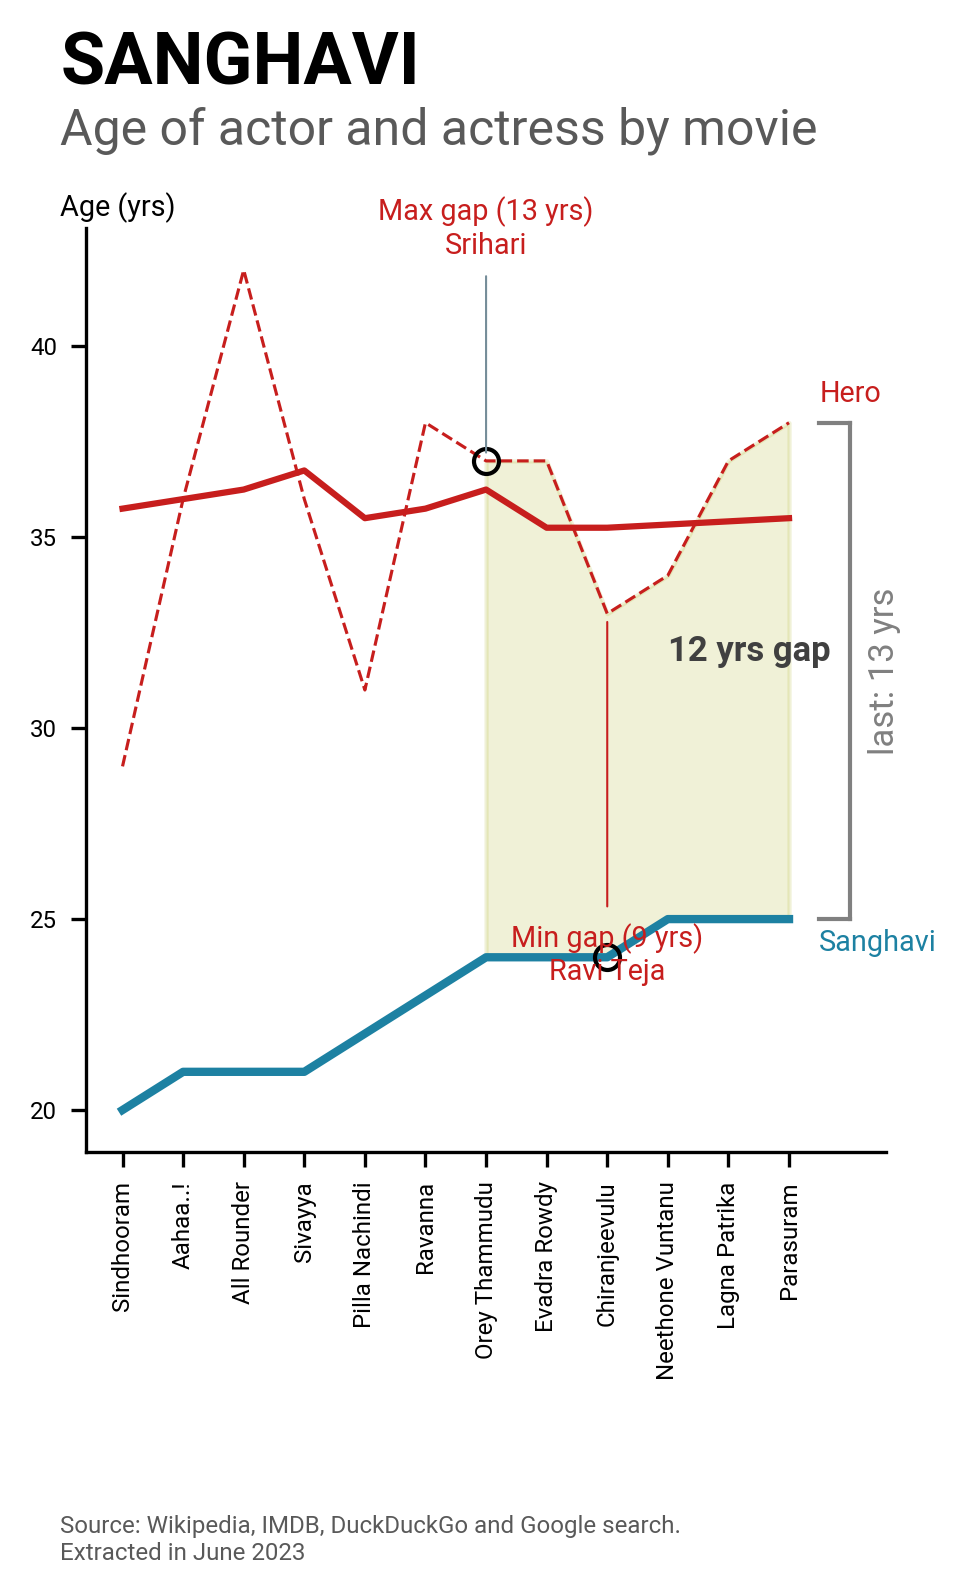 SANGHAVI
Age of actor and actress by movie
Age (yrs)
Max gap (13 yrs)
Srihari
40
35
30
25
20
Hero
12 yrs gap
last: 13 yrs
Min gap (9 yrs)
Ravi Teja
Sanghavi
Sindhooram
Aahaa..!
All Rounder
Sivayya
Pilla Nachindi
Ravanna
Orey Thammudu
Evadra Rowdy
Chiranjeevulu
Neethone Vuntanu
Lagna Patrika
Parasuram
Source: Wikipedia, IMDB, DuckDuckGo and Google search.
Extracted in June 2023